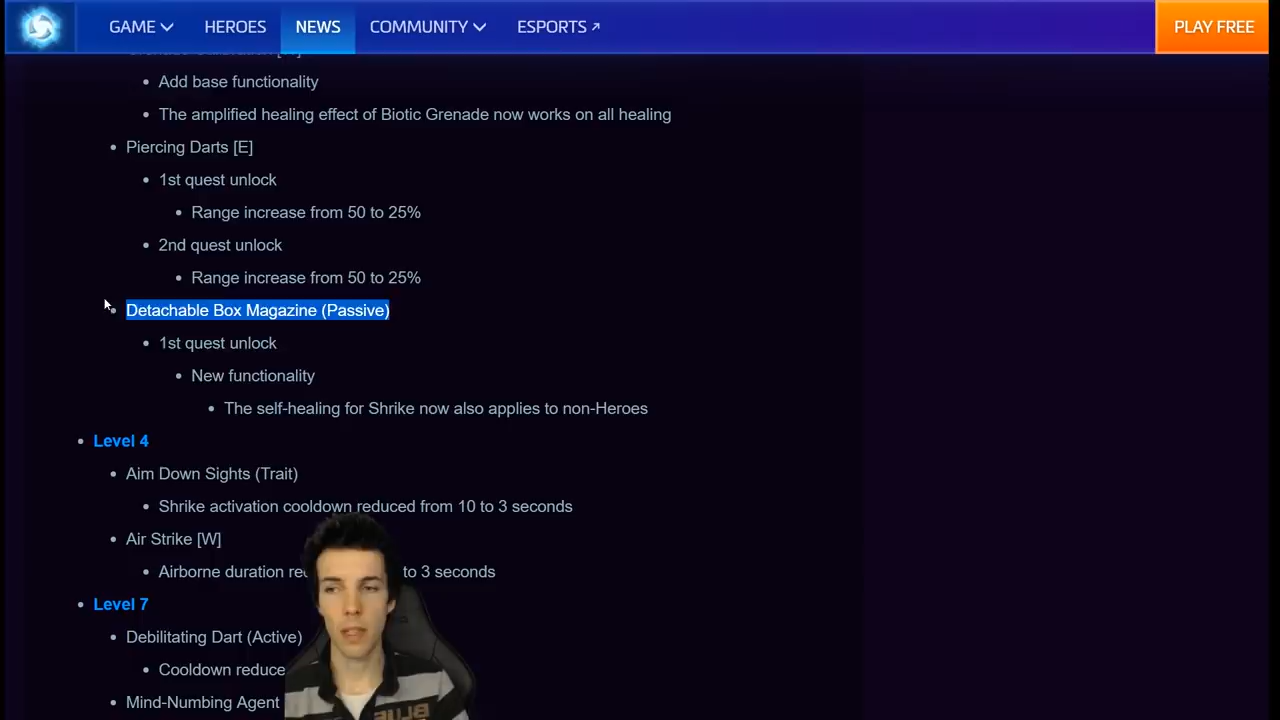 GAME HEROES NEWS COMMUNITY ESPORTS PLAY FREE
Add base functionality
The amplified healing effect of Biotic Grenade now works on all healing
Piercing Darts [E]
1st quest unlock
Range increase from 50 to 25%
2nd quest unlock
Range increase from 50 to 25%
Detachable Box Magazine (Passive)
1st quest unlock
New functionality
The self-healing for Shrike now also applies to non-Heroes
Level 4
Aim Down Sights (Trait)
Shrike activation cooldown reduced from 10 to 3 seconds
Air Strike [W]
Airborne duration to 3 seconds
Level 7
Debilitating Dart (Active)
Cooldown reduce
Mind-Numbing Agent